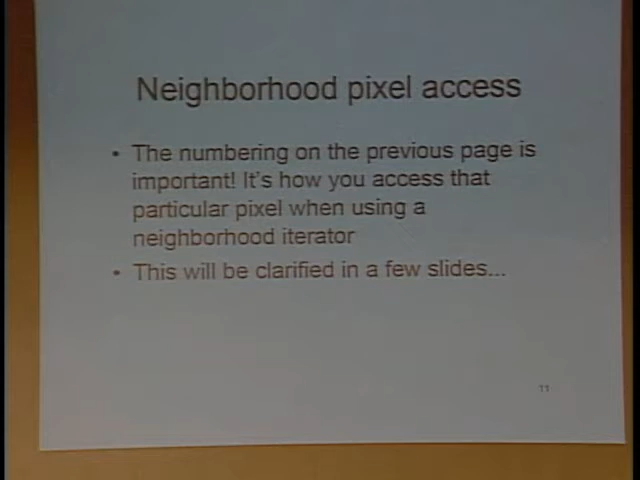 Neighborhood pixel access
• The numbering on the previous page is
important! It's how you access that
particular pixel when using a
neighborhood iterator
• This will be clarified in a few slides...
11